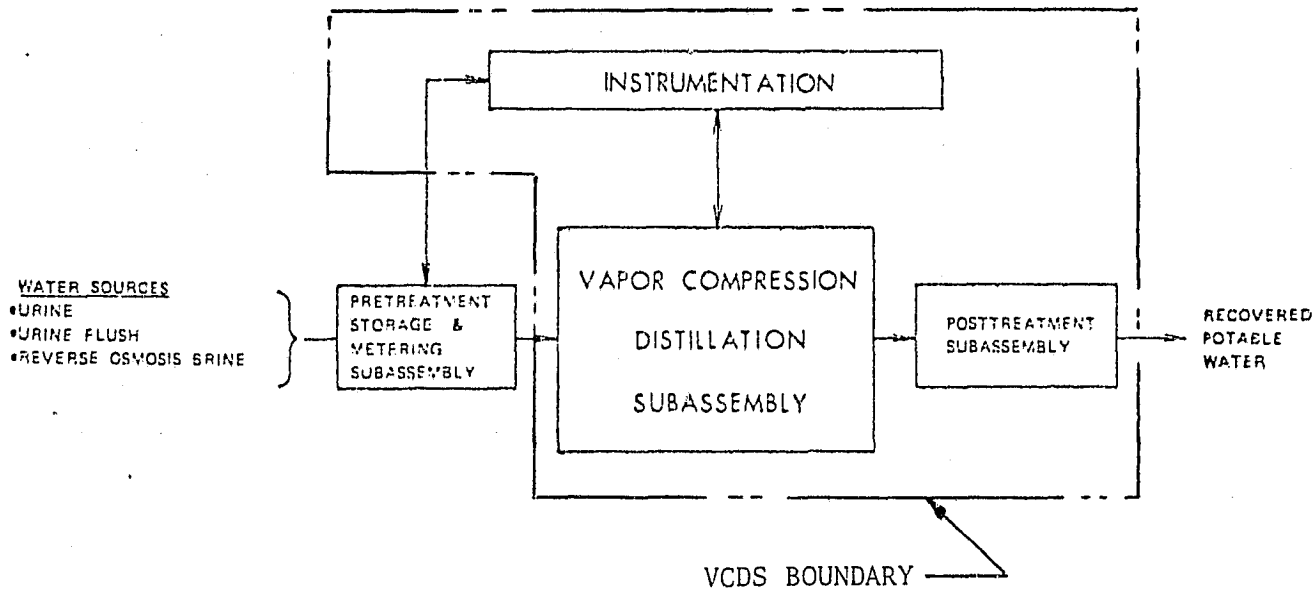 INSTRUMENTATION
WATER SOURCES
•URINE
•URINE FLUSH
•REVERSE OSMOSIS BRINE
PRETREATMENT
STORAGE &
METERING
SUBASSEMBLY
VAPOR COMPRESSION
DISTILLATION
SUBASSEMBLY
POSTTREATMENT
SUBASSEMBLY
RECOVERED
POTABLE
WATER
VCDS BOUNDARY